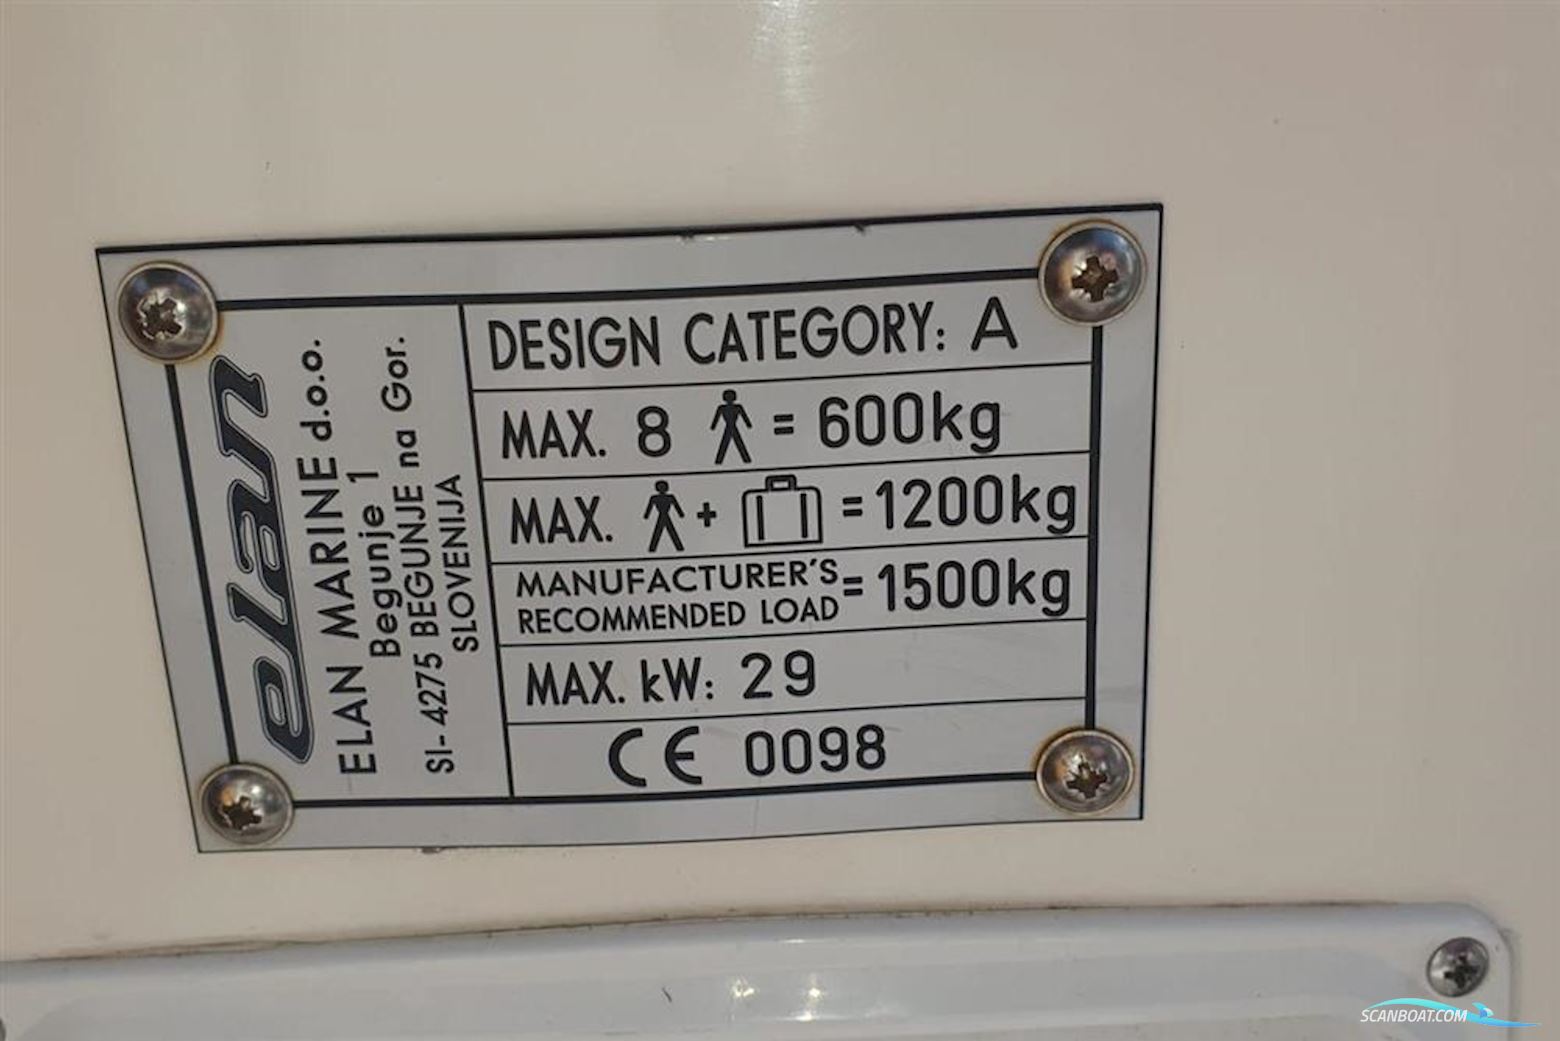 elan
ELAN MARINE d.o.o.
Begunje 1
SI-4275 BEGUNJE na Gor.
SLOVENIJA
DESIGN CATEGORY: A
MAX. 8 = 600kg
MAX. + = 1200kg
MANUFACTURER'S
RECOMMENDED LOAD = 1500kg
MAX. kW: 29
CE 0098
SCANBOAT.COM